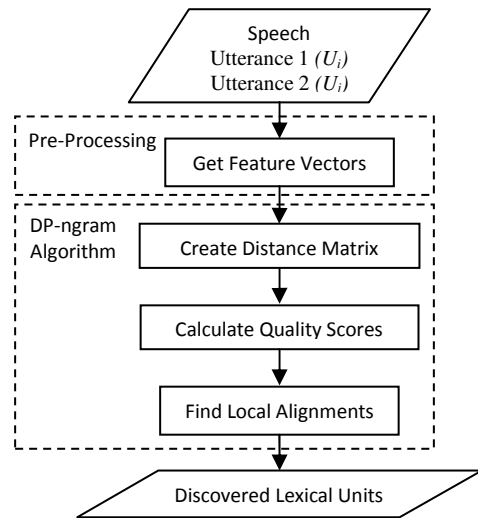 Speech
Utterance 1 (Ui)
Utterance 2 (Ui)
Pre-Processing
Get Feature Vectors
DP-ngram
Algorithm
Create Distance Matrix
Calculate Quality Scores
Find Local Alignments
Discovered Lexical Units